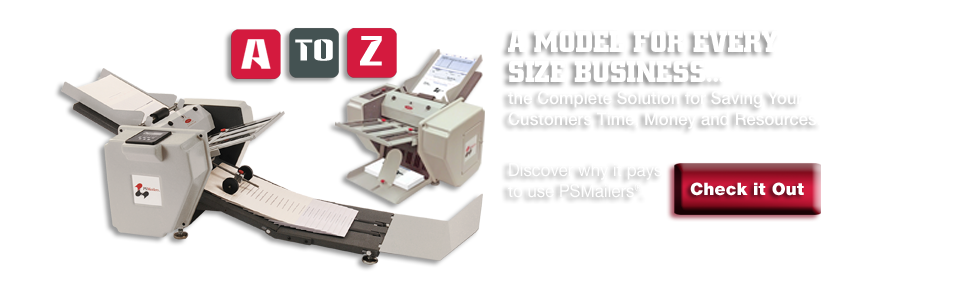 A TO Z
A MODEL FOR EVERY
SIZE BUSINESS...
the Complete Solution for Saving Your
Customers Time, Money and Resources.
Discover why it pays
to use PSMailers®.
Check it Out